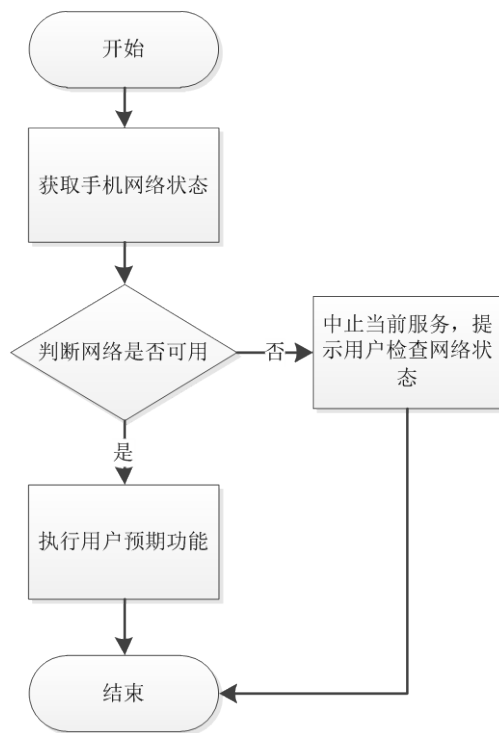 开始
获取手机网络状态
判断网络是否可用
否
中止当前服务，提
示用户检查网络状
态
是
执行用户预期功能
结束